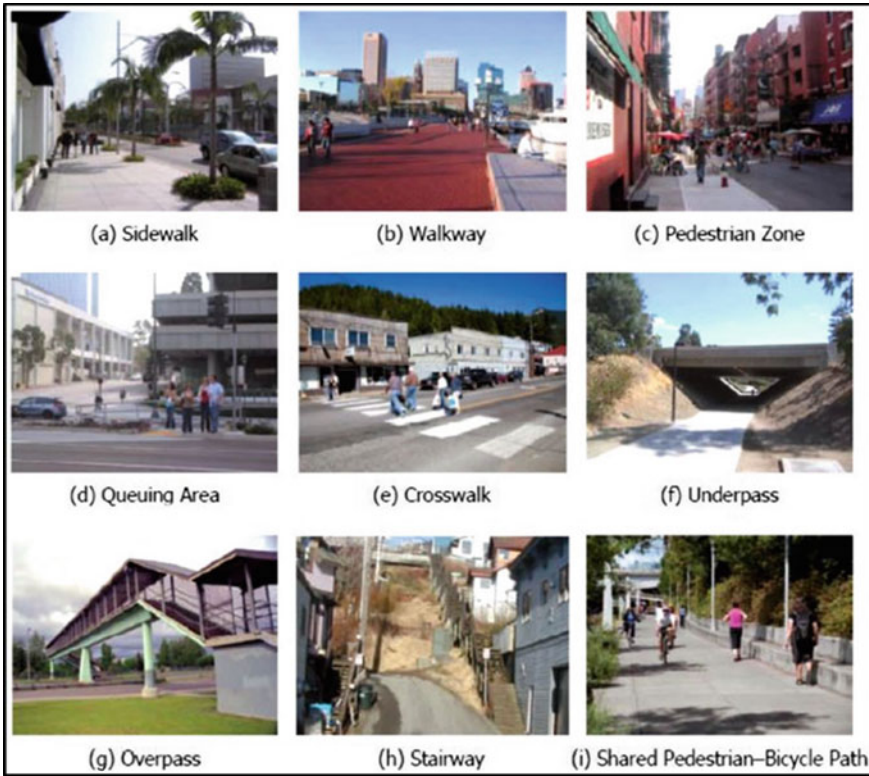 (a) Sidewalk
(b) Walkway
(c) Pedestrian Zone
(d) Queuing Area
(e) Crosswalk
(f) Underpass
(g) Overpass
(h) Stairway
(i) Shared Pedestrian–Bicycle Path